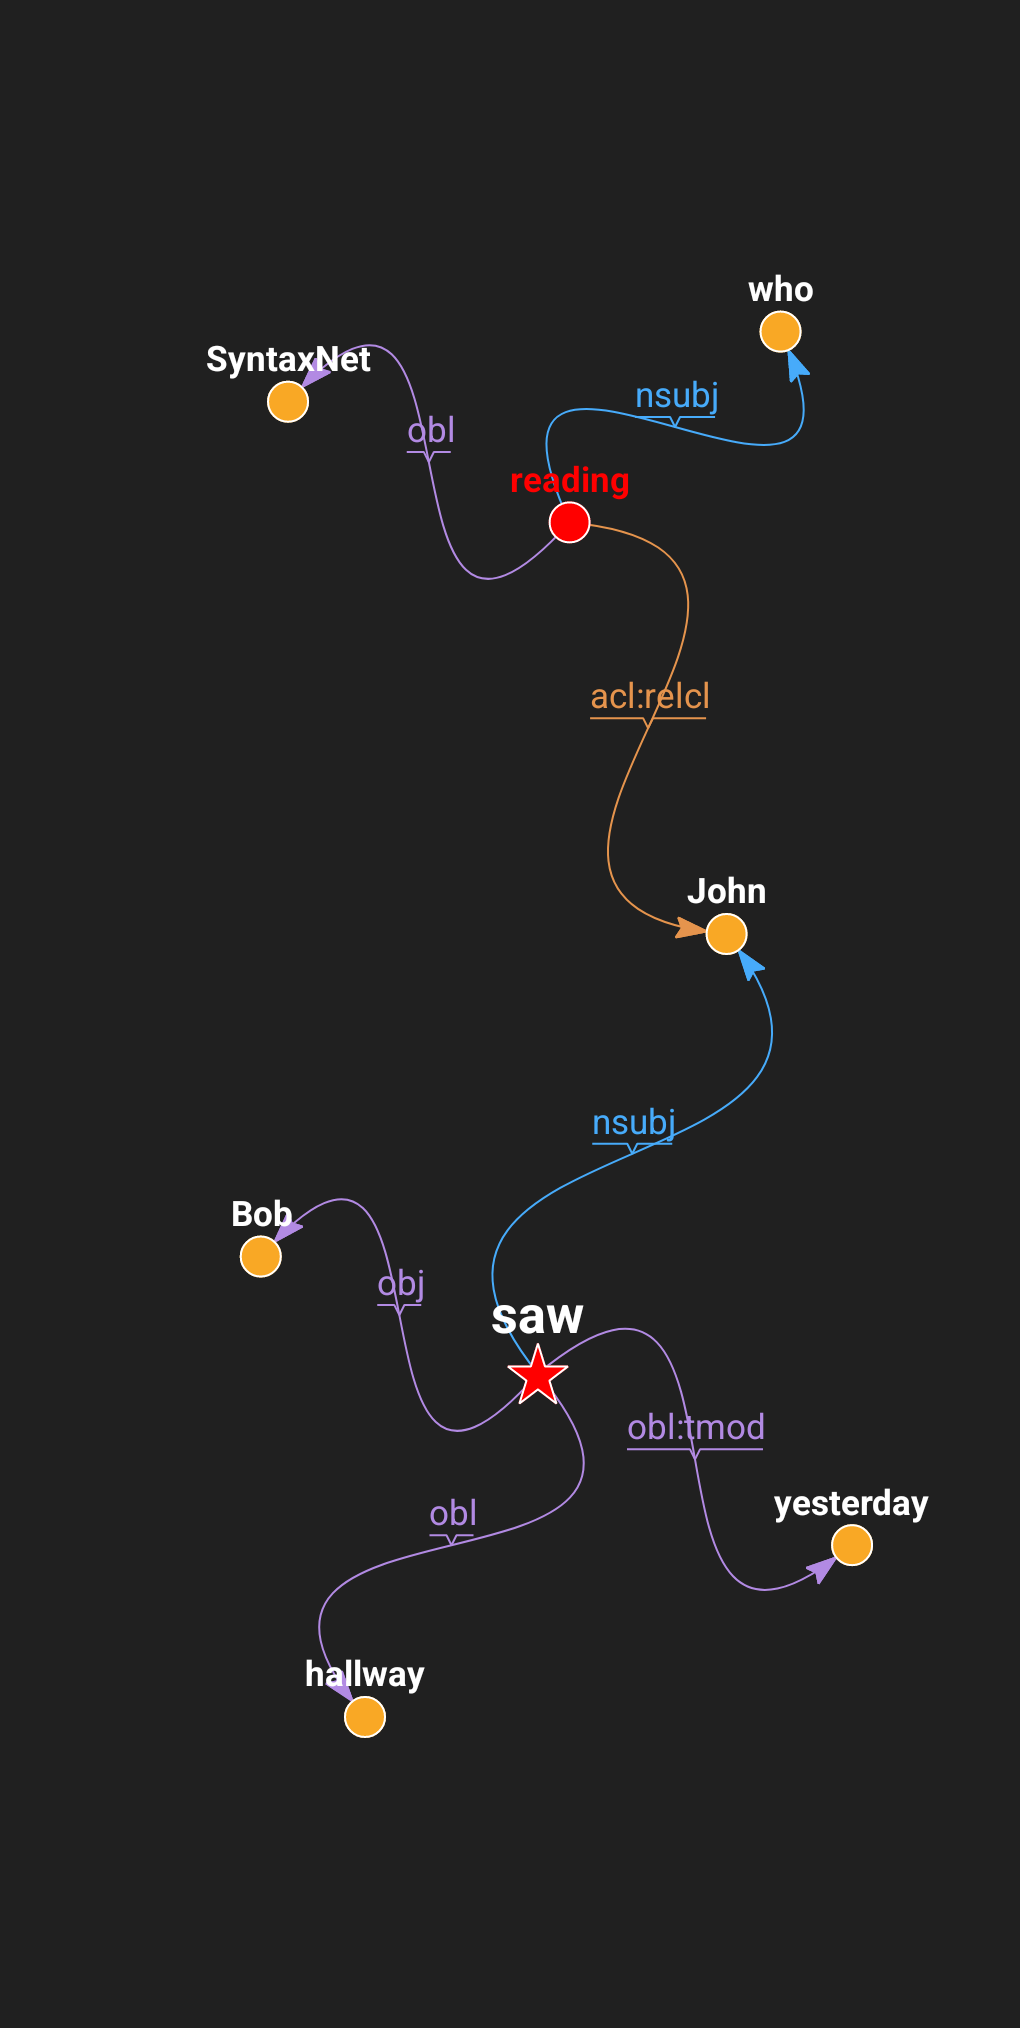 who
SyntaxNet
nsubj
obl
reading
acl:relcl
John
nsubj
Bob
obj
saw
obl:tmod
yesterday
obl
hallway